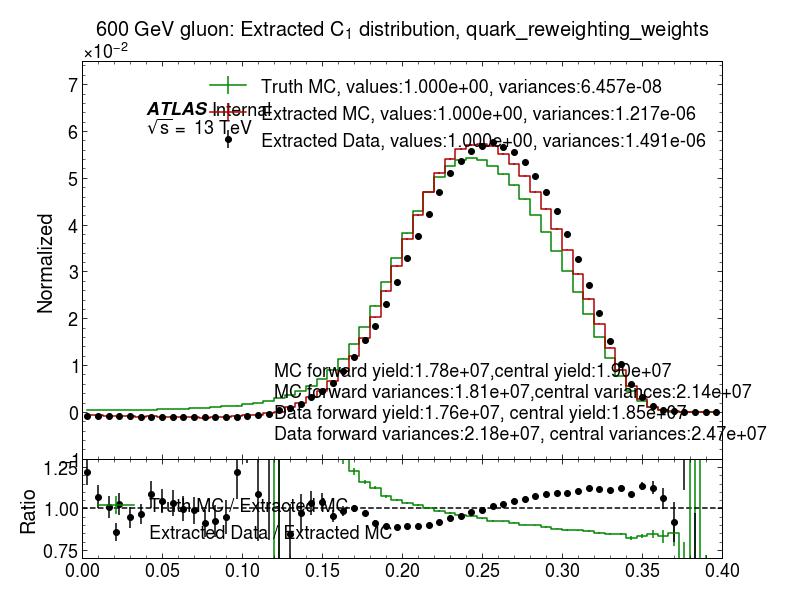 600 GeV gluon: Extracted C₁ distribution, quark_reweighting_weights
×10⁻²
Truth MC, values:1.000e+00, variances:6.457e-08
ATLAS Internal
Extracted MC, values:1.000e+00, variances:1.217e-06
√s = 13 TeV
Extracted Data, values:1.000e+00, variances:1.491e-06
7
6
5
4
3
2
1
0
Normalized
MC forward yield:1.78e+07,central yield:1.90e+07
MC forward variances:1.81e+07,central variances:2.14e+07
Data forward yield:1.76e+07, central yield:1.85e+07
Data forward variances:2.18e+07, central variances:2.47e+07
1.25
1.00
0.75
Ratio
Truth MC / Extracted MC
Extracted Data / Extracted MC
0.00 0.05 0.10 0.15 0.20 0.25 0.30 0.35 0.40